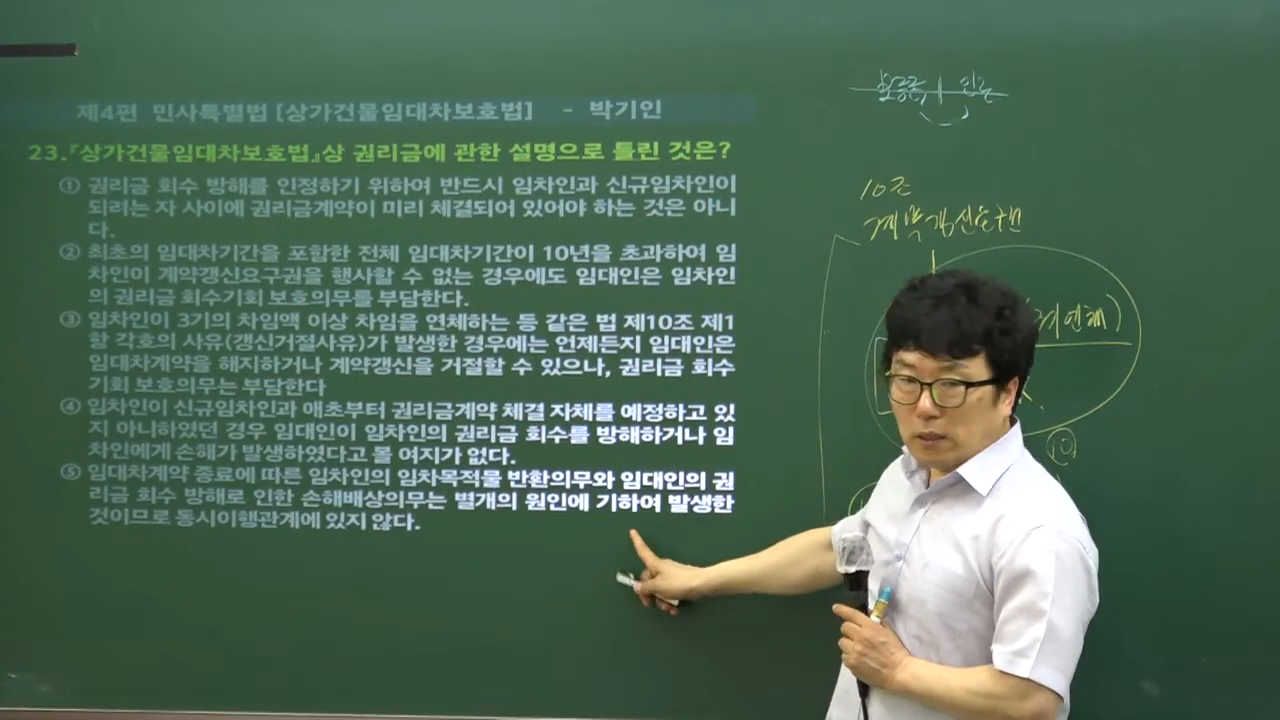 제4편 민사특별법 [상가건물임대차보호법] - 박기인
23.『상가건물임대차보호법』상 권리금에 관한 설명으로 틀린 것은?
① 권리금 회수 방해를 인정하기 위하여 반드시 임차인과 신규임차인이
되려는 자 사이에 권리금계약이 미리 체결되어 있어야 하는 것은 아니
다.
② 최초의 임대차기간을 포함한 전체 임대차기간이 10년을 초과하여 임
차인이 계약갱신요구권을 행사할 수 없는 경우에도 임대인은 임차인
의 권리금 회수기회 보호의무를 부담한다.
③ 임차인이 3기의 차임액 이상 차임을 연체하는 등 같은 법 제10조 제1
항 각호의 사유(갱신거절사유)가 발생한 경우에는 언제든지 임대인은
임대차계약을 해지하거나 계약갱신을 거절할 수 있으나, 권리금 회수
기회 보호의무는 부담한다
④ 임차인이 신규임차인과 애초부터 권리금계약 체결 자체를 예정하고 있
지 아니하였던 경우 임대인이 임차인의 권리금 회수를 방해하거나 임
차인에게 손해가 발생하였다고 볼 여지가 없다.
⑤ 임대차계약 종료에 따른 임차인의 임차목적물 반환의무와 임대인의 권
리금 회수 방해로 인한 손해배상의무는 별개의 원인에 기하여 발생한
것이므로 동시이행관계에 있지 않다.
보증금 인도
10조
계약갱신요구권
연체)
⑩